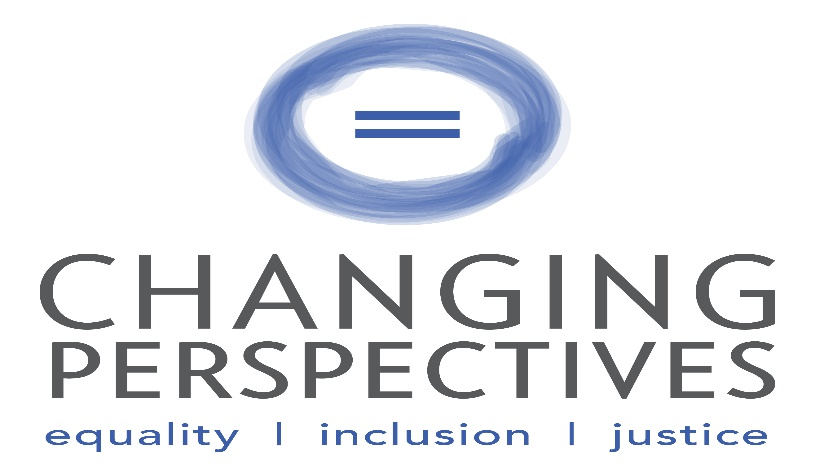 =
CHANGING
PERSPECTIVES
equality | inclusion | justice